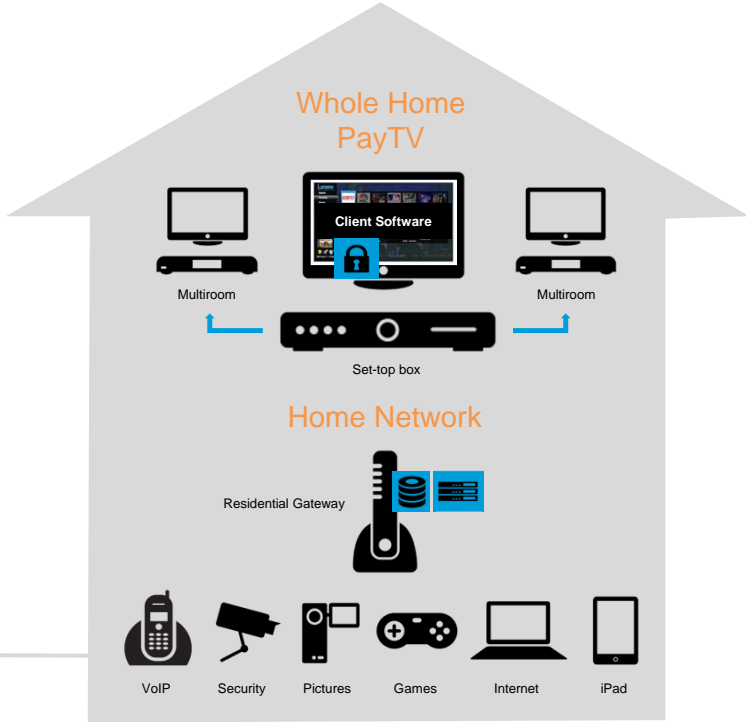 Whole Home
PayTV
Client Software
Multiroom
Multiroom
Set-top box
Home Network
Residential Gateway
VoIP
Security
Pictures
Games
Internet
iPad